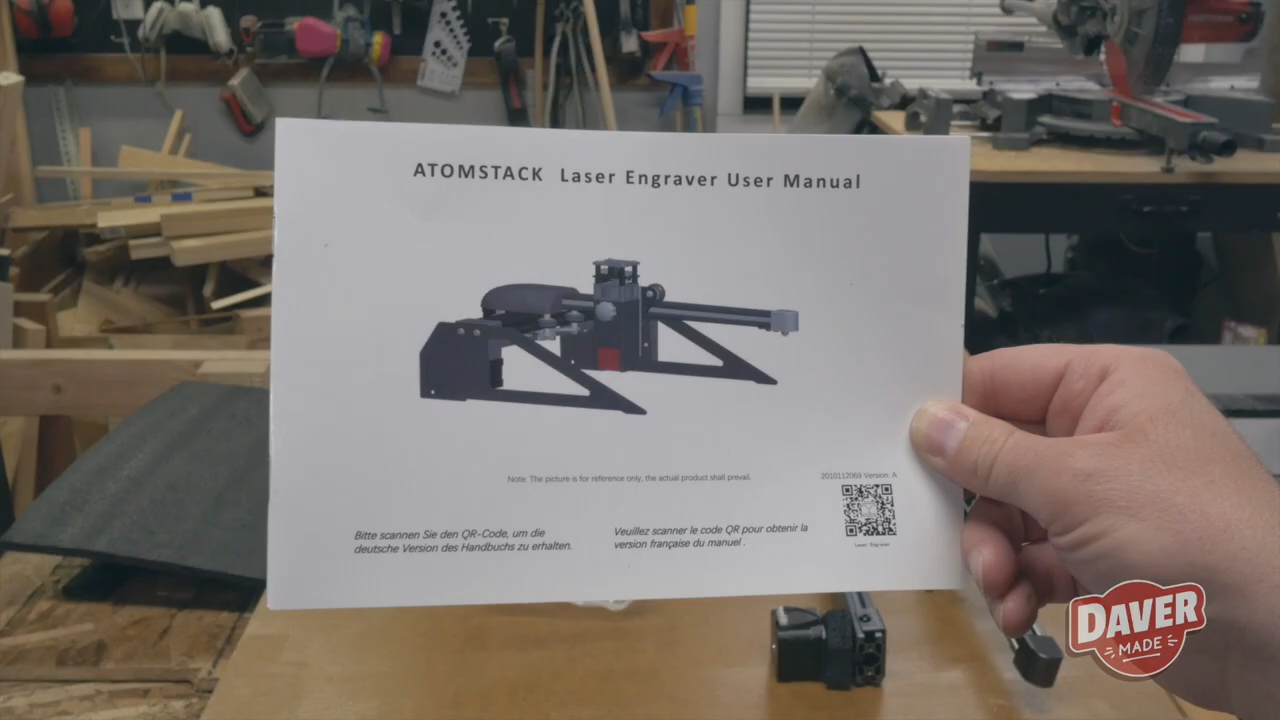 ATOMSTACK Laser Engraver User Manual
Note: The picture is for reference only, the actual product shall prevail.
2010112069 Version: A
Bitte scannen Sie den QR-Code, um die
deutsche Version des Handbuchs zu erhalten.
Veuillez scanner le code QR pour obtenir la
version française du manuel .
Laser Engraver
DAVER
MADE